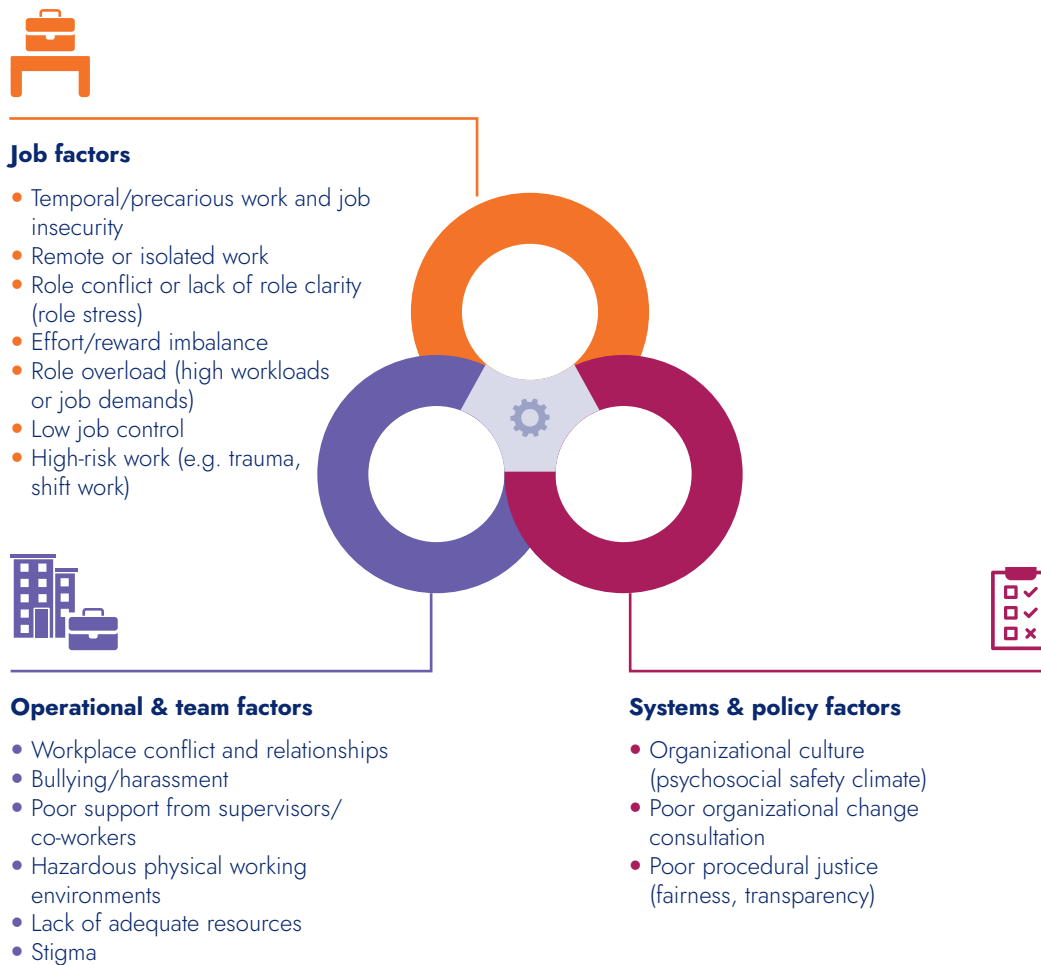 Job factors
• Temporal/precarious work and job
insecurity
• Remote or isolated work
• Role conflict or lack of role clarity
(role stress)
• Effort/reward imbalance
• Role overload (high workloads
or job demands)
• Low job control
• High-risk work (e.g. trauma,
shift work)
Operational & team factors
• Workplace conflict and relationships
• Bullying/harassment
• Poor support from supervisors/
co-workers
• Hazardous physical working
environments
• Lack of adequate resources
• Stigma
Systems & policy factors
• Organizational culture
(psychosocial safety climate)
• Poor organizational change
consultation
• Poor procedural justice
(fairness, transparency)